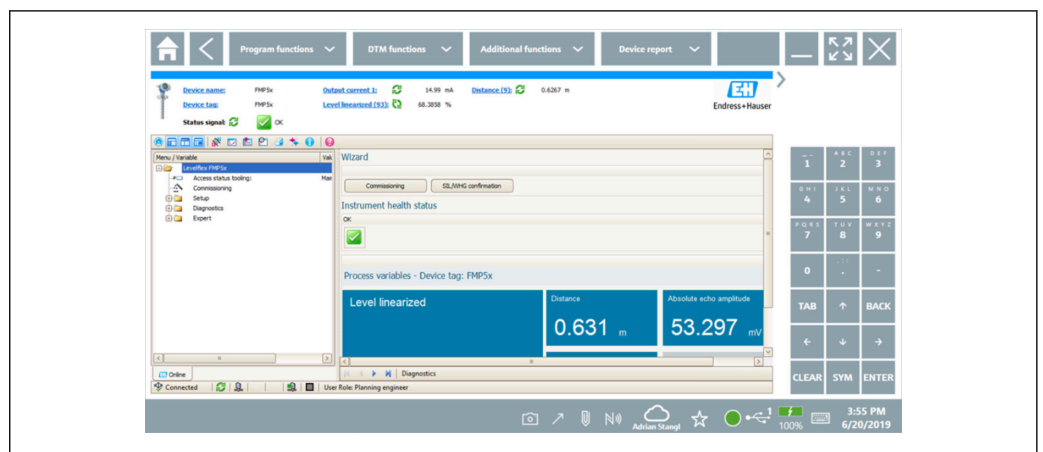 Program functions DTM functions Additional functions Device report
Device name: FMP5x Output current 1: 14.99 mA Distance (9): 0.6267 m
Device tag: FMP5x Level linearized (93): 68.3858 %
Status signal: OK
EH
Endress+Hauser
Menu / Variable Valu
Levelflex FMP5x
Access status tooling: Mai
Commissioning
Setup
Diagnostics
Expert
Wizard
Commissioning SIL/WHG confirmation
Instrument health status
OK
Process variables - Device tag: FMP5x
Level linearized
Distance
0.631 m
Absolute echo amplitude
53.297 mV
Online
Diagnostics
Connected User Role: Planning engineer
1
ABC
2
DEF
3
GHI
4
JKL
5
MNO
6
PQRS
7
TUV
8
WXYZ
9
0 . -
TAB ↑ BACK
← ↓ →
CLEAR SYM ENTER
Adrian Stangl
1
100%
3:55 PM
6/20/2019